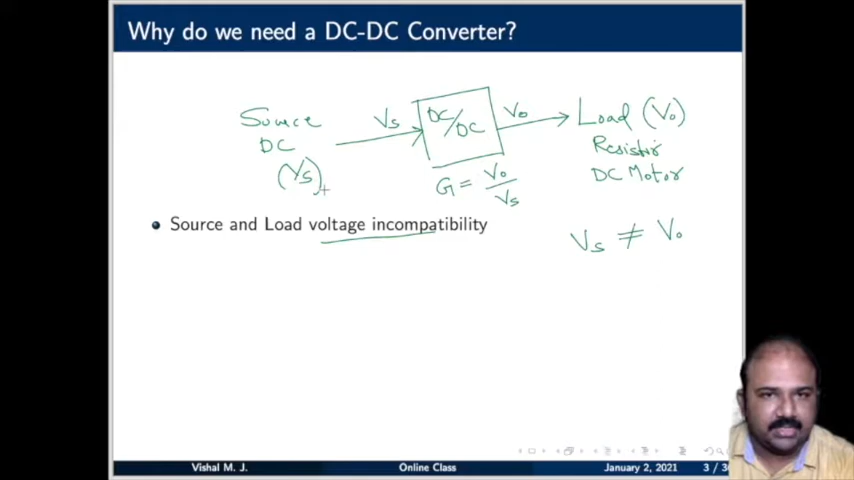 Why do we need a DC-DC Converter?
Source
DC
(Vs)
Vs
DC/DC
Vo
Load (Vo)
Resistor
DC Motor
G = Vo/Vs
Source and Load voltage incompatibility
Vs ≠ Vo
Vishal M. J.
Online Class
January 2, 2021
3 / 3